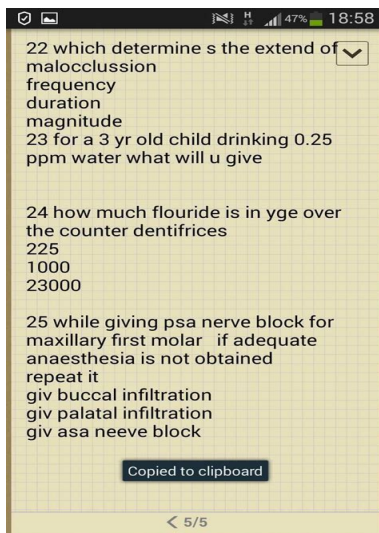 H 47% 18:58
22 which determine s the extend of
malocclussion
frequency
duration
magnitude
23 for a 3 yr old child drinking 0.25
ppm water what will u give
24 how much flouride is in yge over
the counter dentifrices
225
1000
23000
25 while giving psa nerve block for
maxillary first molar if adequate
anaesthesia is not obtained
repeat it
giv buccal infiltration
giv palatal infiltration
giv asa neeve block
Copied to clipboard
< 5/5